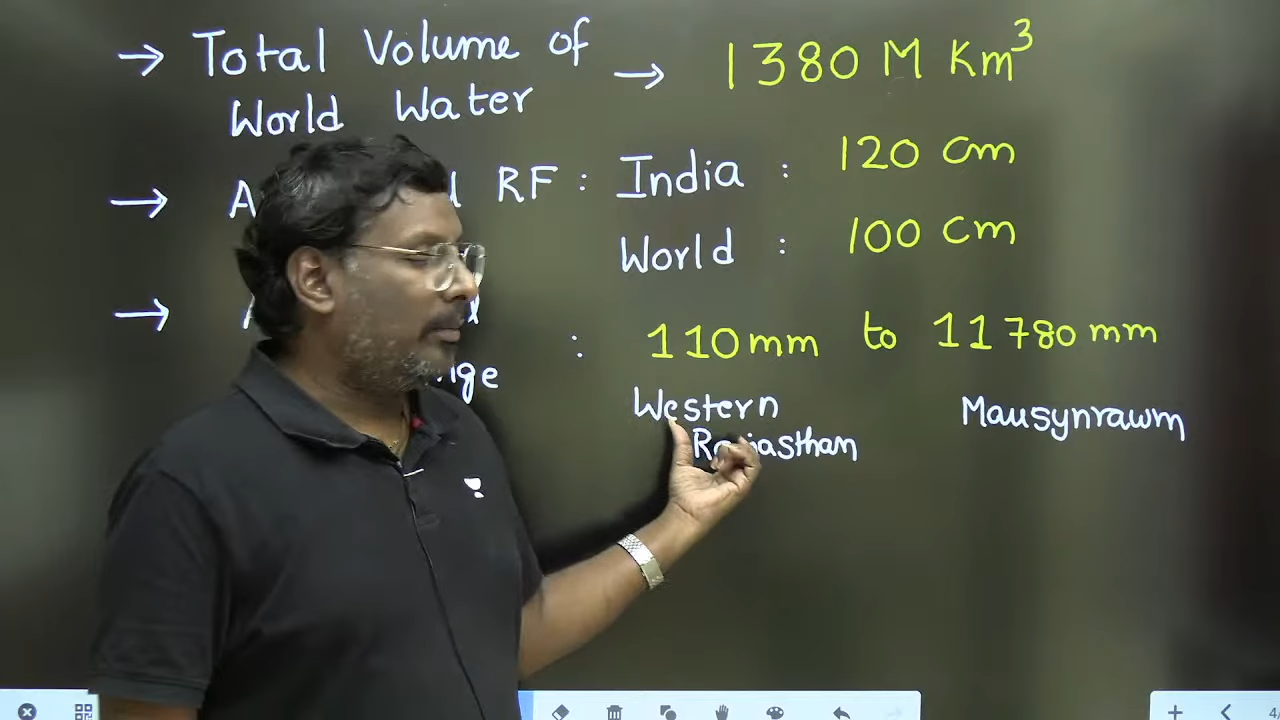 → Total Volume of → 1380 M Km³
World Water
→ RF : India : 120 Cm
World : 100 Cm
→ : 110 mm to 11780 mm
Western Mausynrawm
Rajasthan